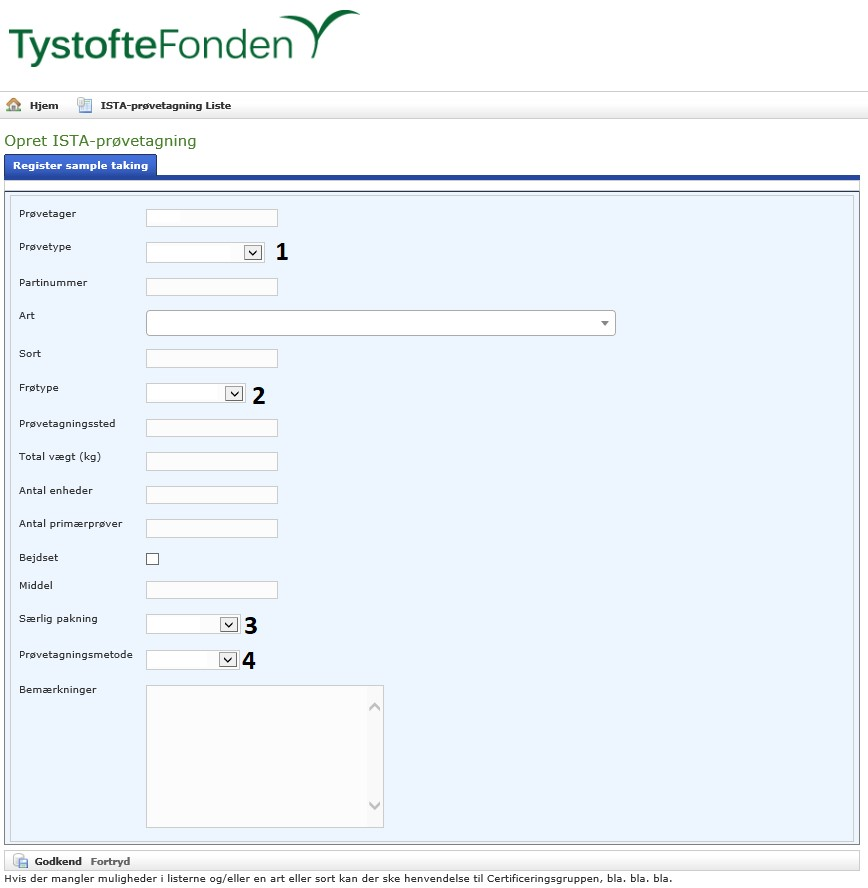 TystofteFonden
Hjem ISTA-prøvetagning Liste
Opret ISTA-prøvetagning
Register sample taking
Prøvetager
Prøvetype 1
Partinummer
Art
Sort
Frøtype 2
Prøvetagningssted
Total vægt (kg)
Antal enheder
Antal primærprøver
Bejdset
Middel
Særlig pakning 3
Prøvetagningsmetode 4
Bemærkninger
Godkend Fortryd
Hvis der mangler muligheder i listerne og/eller en art eller sort kan der ske henvendelse til Certificeringsgruppen, bla. bla. bla.